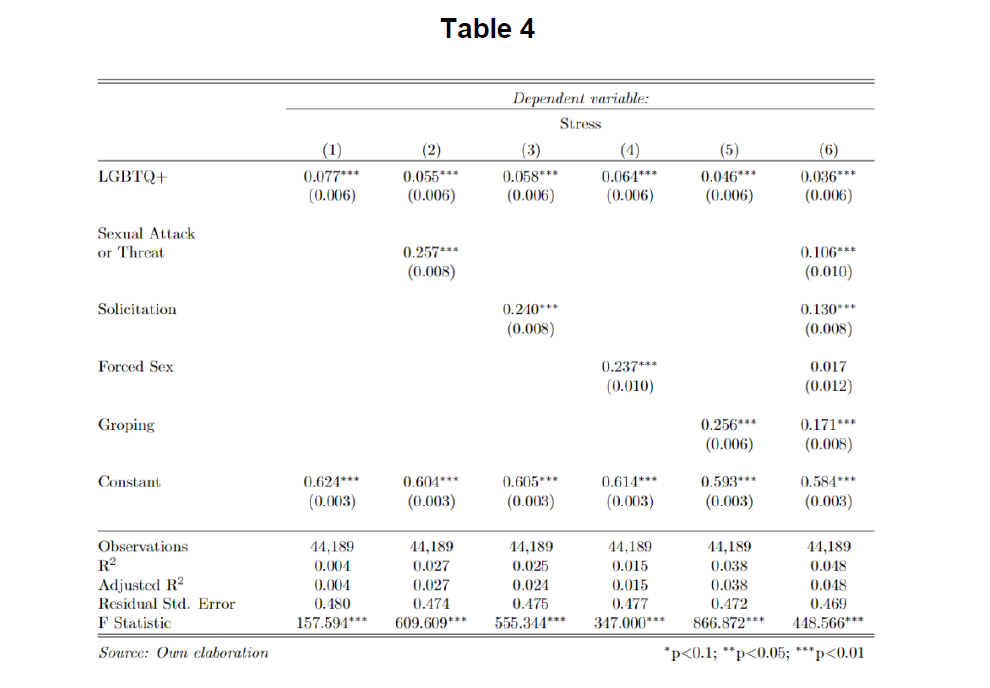 Table 4
Dependent variable:
Stress
(1) (2) (3) (4) (5) (6)
LGBTQ+ 0.077*** 0.055*** 0.058*** 0.064*** 0.046*** 0.036***
(0.006) (0.006) (0.006) (0.006) (0.006) (0.006)
Sexual Attack
or Threat 0.257*** 0.106***
(0.008) (0.010)
Solicitation 0.240*** 0.130***
(0.008) (0.008)
Forced Sex 0.237*** 0.017
(0.010) (0.012)
Groping 0.256*** 0.171***
(0.006) (0.008)
Constant 0.624*** 0.604*** 0.605*** 0.614*** 0.593*** 0.584***
(0.003) (0.003) (0.003) (0.003) (0.003) (0.003)
Observations 44,189 44,189 44,189 44,189 44,189 44,189
R² 0.004 0.027 0.025 0.015 0.038 0.048
Adjusted R² 0.004 0.027 0.024 0.015 0.038 0.048
Residual Std. Error 0.480 0.474 0.475 0.477 0.472 0.469
F Statistic 157.594*** 609.609*** 555.344*** 347.000*** 866.872*** 448.566***
Source: Own elaboration *p<0.1; **p<0.05; ***p<0.01